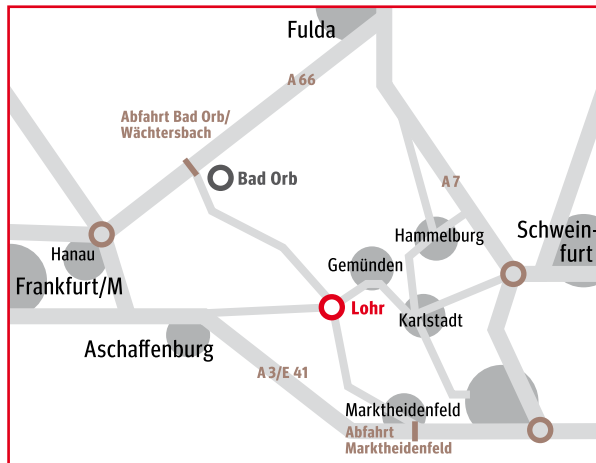 Fulda
A 66
Abfahrt Bad Orb/
Wächtersbach
Bad Orb
A 7
Hanau
Frankfurt/M
Hammelburg
Schwein-
furt
Gemünden
Lohr
Karlstadt
Aschaffenburg
A 3/E 41
Marktheidenfeld
Abfahrt
Marktheidenfeld